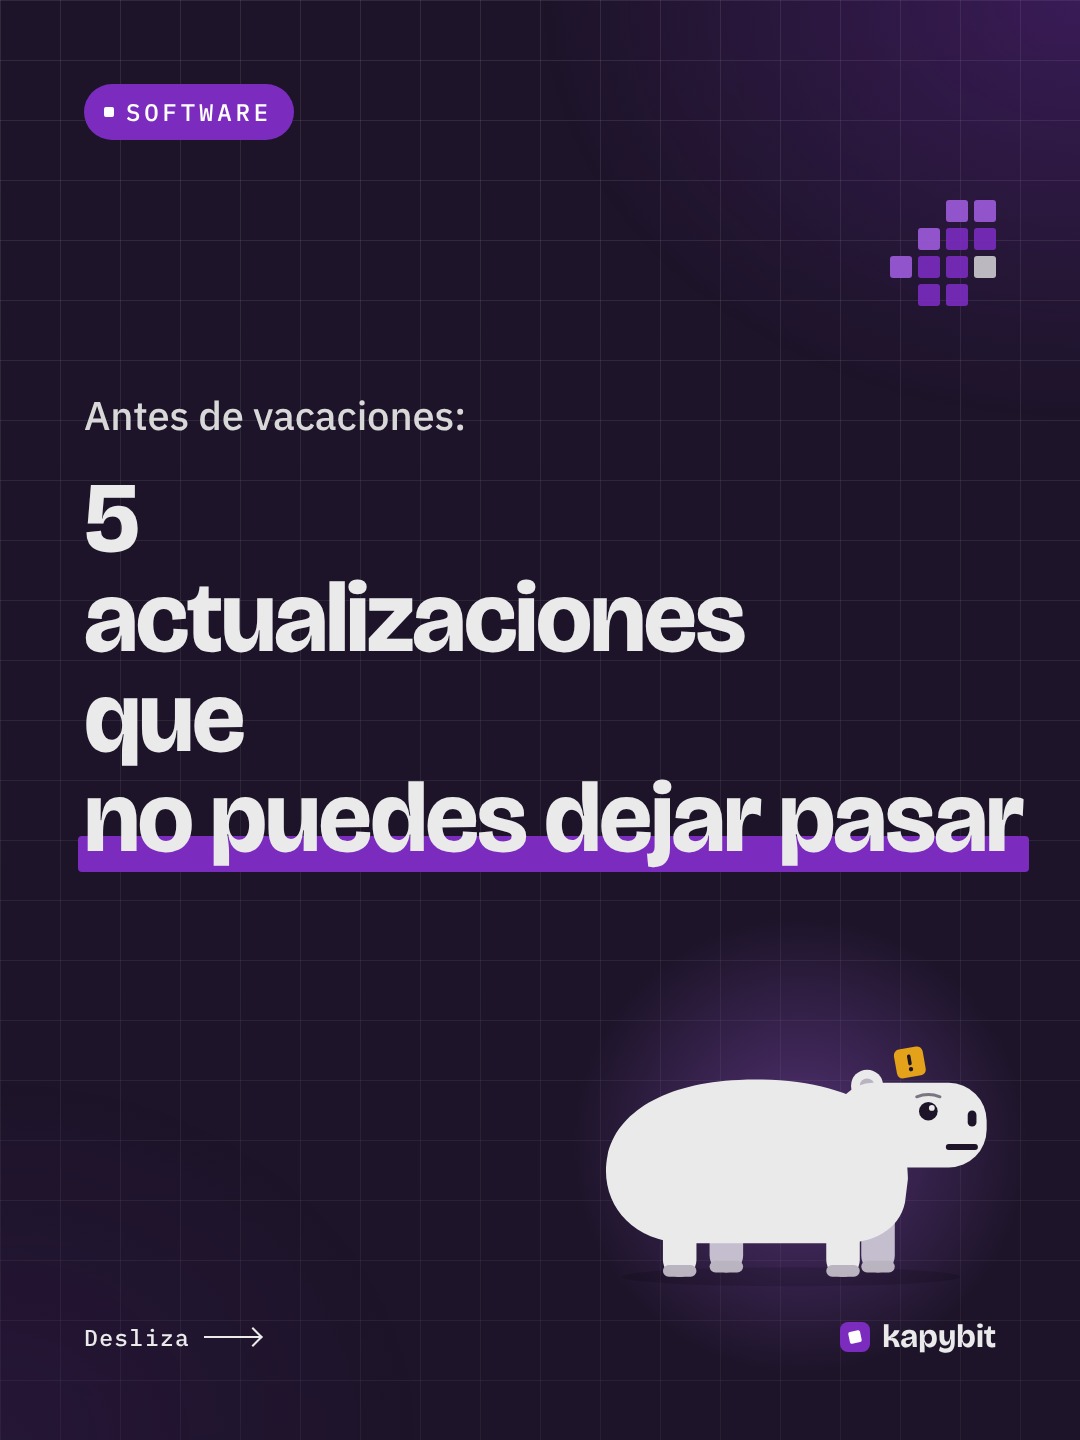 SOFTWARE
Antes de vacaciones:
5
actualizaciones
que
no puedes dejar pasar
!
Desliza
kapybit